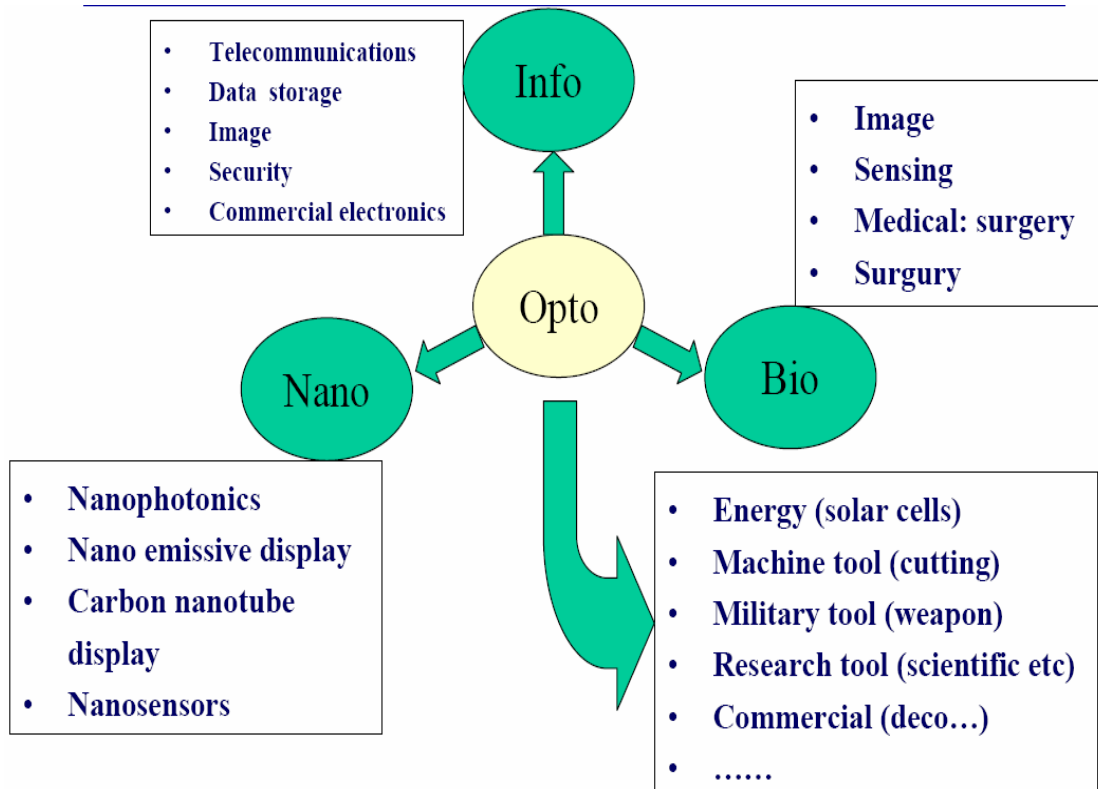 • Telecommunications
• Data storage
• Image
• Security
• Commercial electronics
Info
• Image
• Sensing
• Medical: surgery
• Surgury
Opto
Nano
Bio
• Nanophotonics
• Nano emissive display
• Carbon nanotube
display
• Nanosensors
• Energy (solar cells)
• Machine tool (cutting)
• Military tool (weapon)
• Research tool (scientific etc)
• Commercial (deco…)
• ……